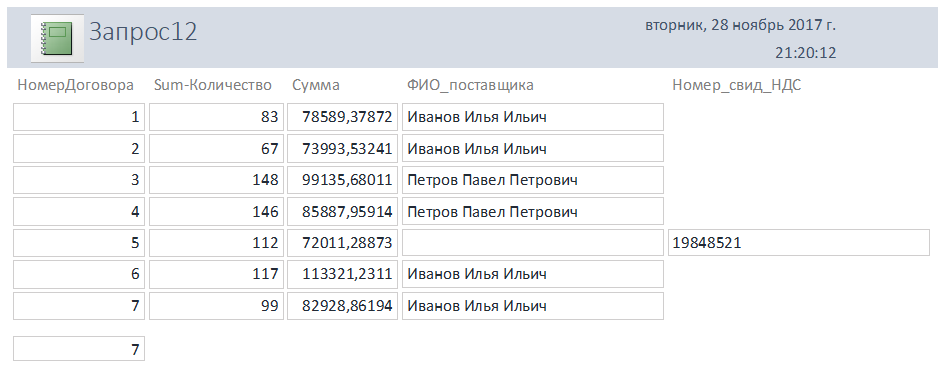 Запрос12
вторник, 28 ноябрь 2017 г.
21:20:12
НомерДоговора Sum-Количество Сумма ФИО_поставщика Номер_свид_НДС
1 83 78589,37872 Иванов Илья Ильич
2 67 73993,53241 Иванов Илья Ильич
3 148 99135,68011 Петров Павел Петрович
4 146 85887,95914 Петров Павел Петрович
5 112 72011,28873 19848521
6 117 113321,2311 Иванов Илья Ильич
7 99 82928,86194 Иванов Илья Ильич
7